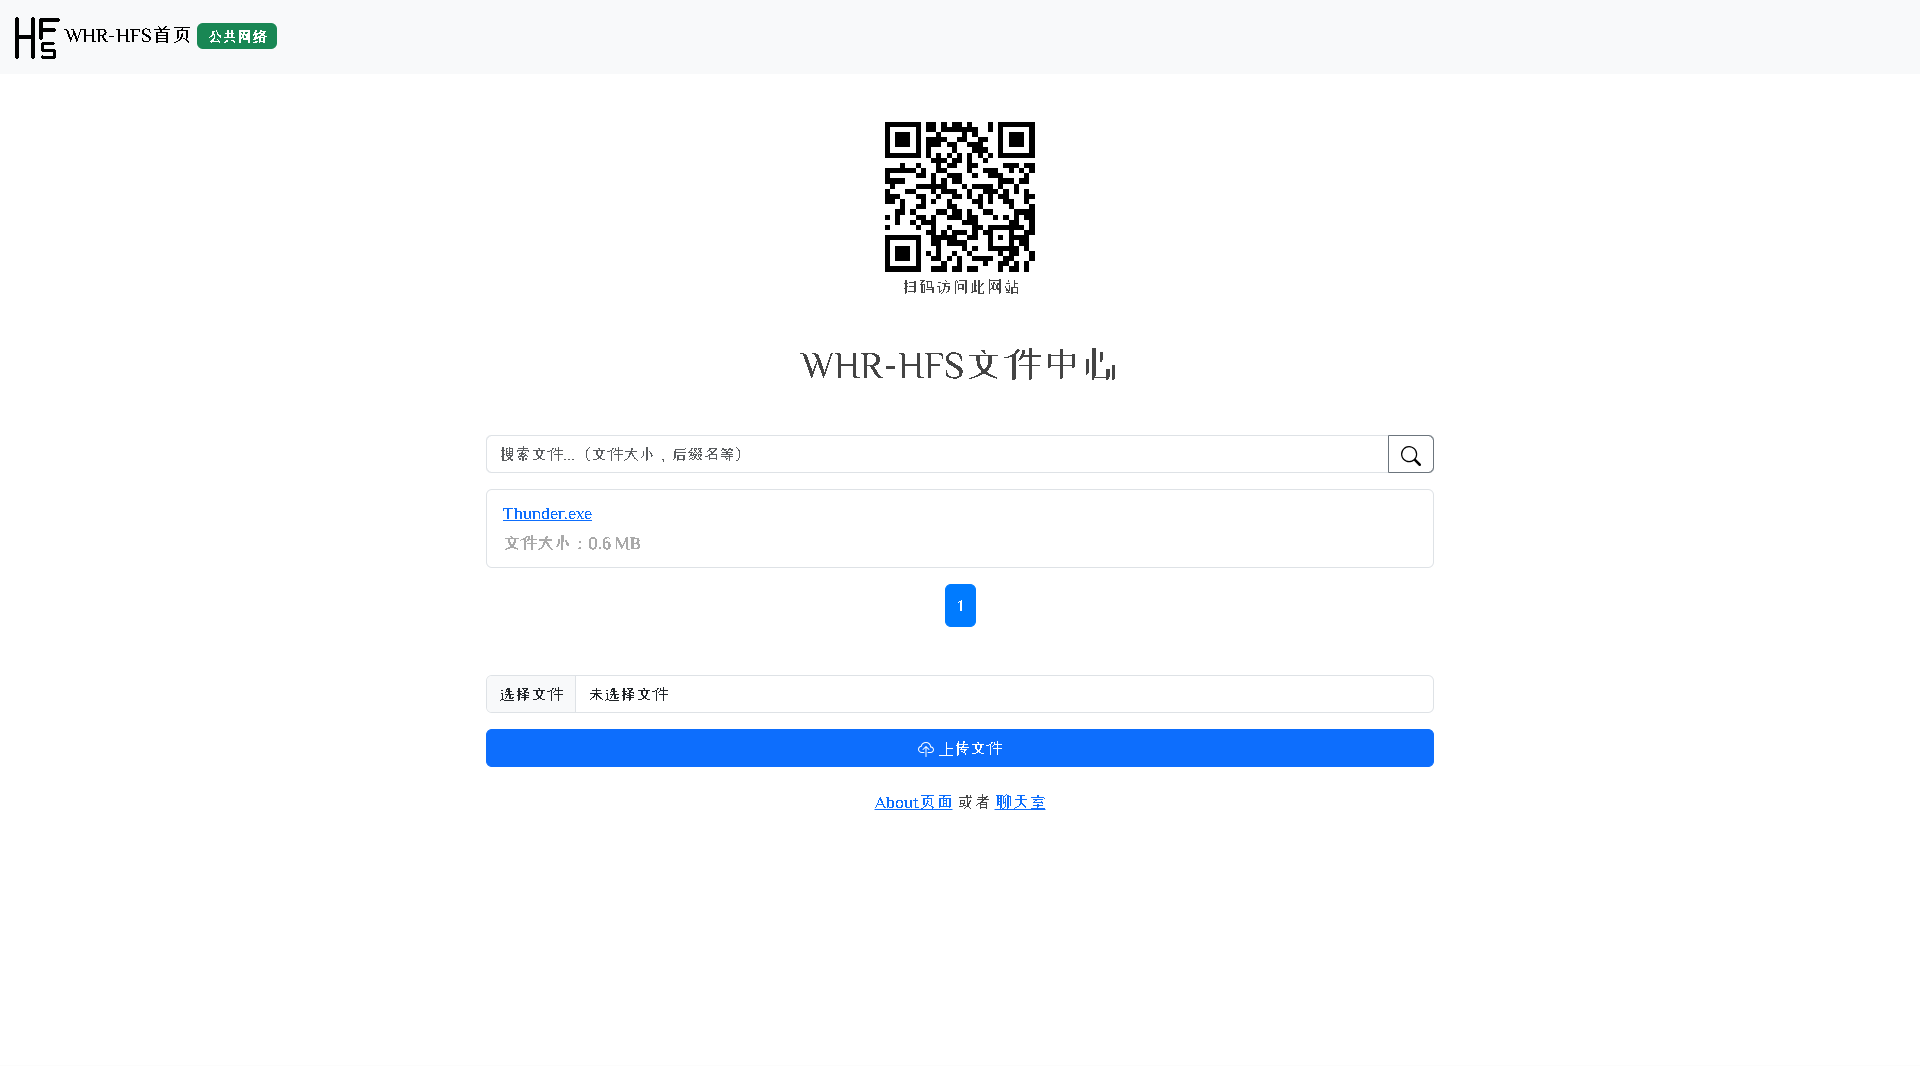 HFS WHR-HFS首页 公共网络
扫码访问此网站
WHR-HFS文件中心
搜索文件...（文件大小，后缀名等）
Thunder.exe
文件大小：0.6 MB
1
选择文件 未选择文件
上传文件
About页面 或者 聊天室